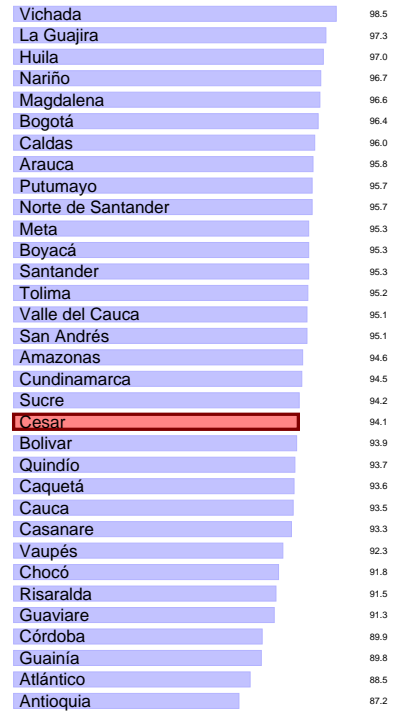 Vichada 98.5
La Guajira 97.3
Huila 97.0
Nariño 96.7
Magdalena 96.6
Bogotá 96.4
Caldas 96.0
Arauca 95.8
Putumayo 95.7
Norte de Santander 95.7
Meta 95.3
Boyacá 95.3
Santander 95.3
Tolima 95.2
Valle del Cauca 95.1
San Andrés 95.1
Amazonas 94.6
Cundinamarca 94.5
Sucre 94.2
Cesar 94.1
Bolivar 93.9
Quindío 93.7
Caquetá 93.6
Cauca 93.5
Casanare 93.3
Vaupés 92.3
Chocó 91.8
Risaralda 91.5
Guaviare 91.3
Córdoba 89.9
Guainía 89.8
Atlántico 88.5
Antioquia 87.2